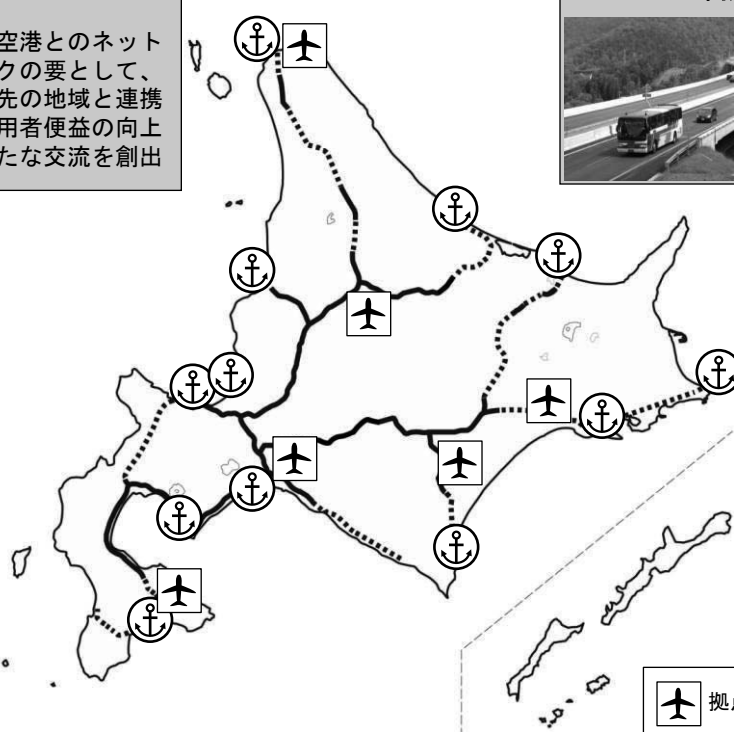 空港とのネット
クの要として、
先の地域と連携
用者便益の向上
たな交流を創出
拠